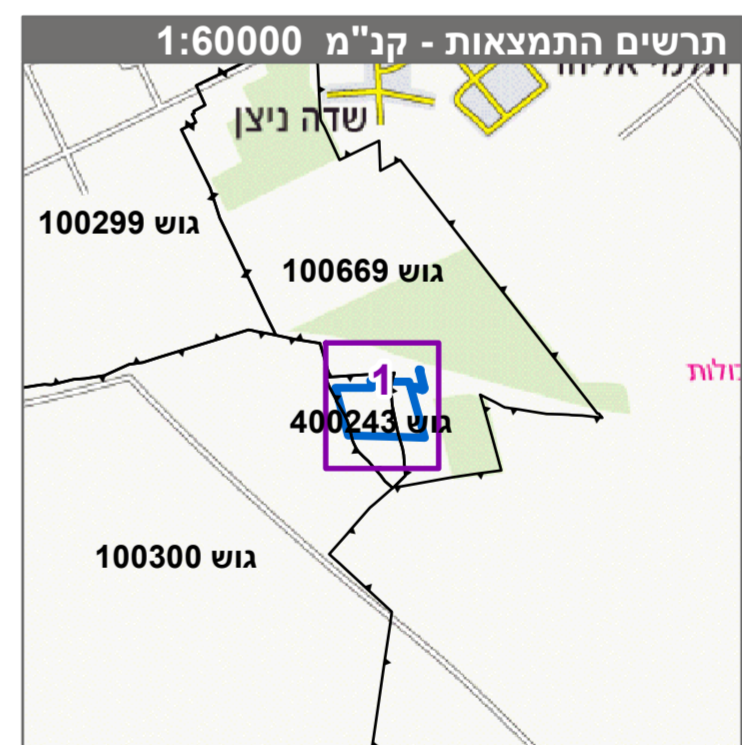 תרשים התמצאות - קנ"מ 1:60000
שדה ניצן
גוש 100299
גוש 100669
1
גוש 400243
גוש 100300